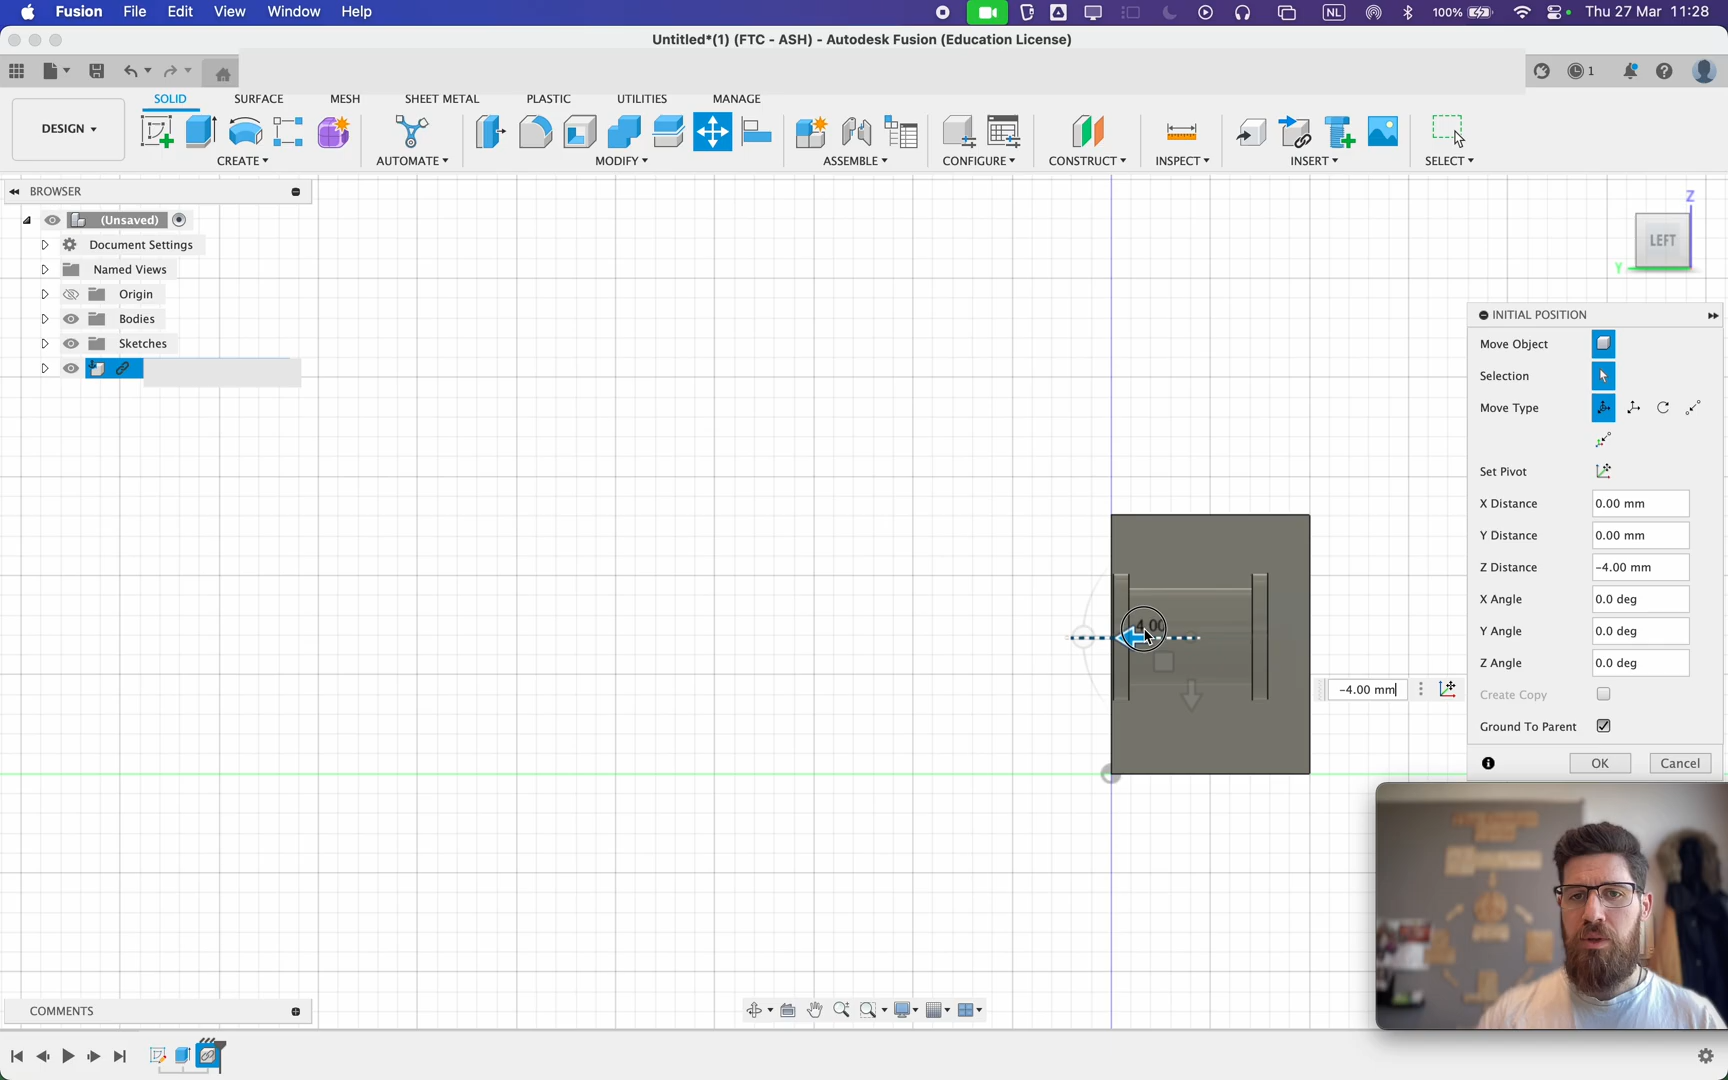 Fusion File Edit View Window Help NL 100% Thu 27 Mar 11:28
Untitled*(1) (FTC - ASH) - Autodesk Fusion (Education License)
1
DESIGN
SOLID SURFACE MESH SHEET METAL PLASTIC UTILITIES MANAGE
CREATE AUTOMATE MODIFY ASSEMBLE CONFIGURE CONSTRUCT INSPECT INSERT SELECT
BROWSER
(Unsaved)
Document Settings
Named Views
Origin
Bodies
Sketches
Z
LEFT
Y
INITIAL POSITION
Move Object
Selection
Move Type
Set Pivot
X Distance 0.00 mm
Y Distance 0.00 mm
Z Distance -4.00 mm
X Angle 0.0 deg
Y Angle 0.0 deg
Z Angle 0.0 deg
Create Copy
Ground To Parent
OK Cancel
4.00
-4.00 mm
COMMENTS